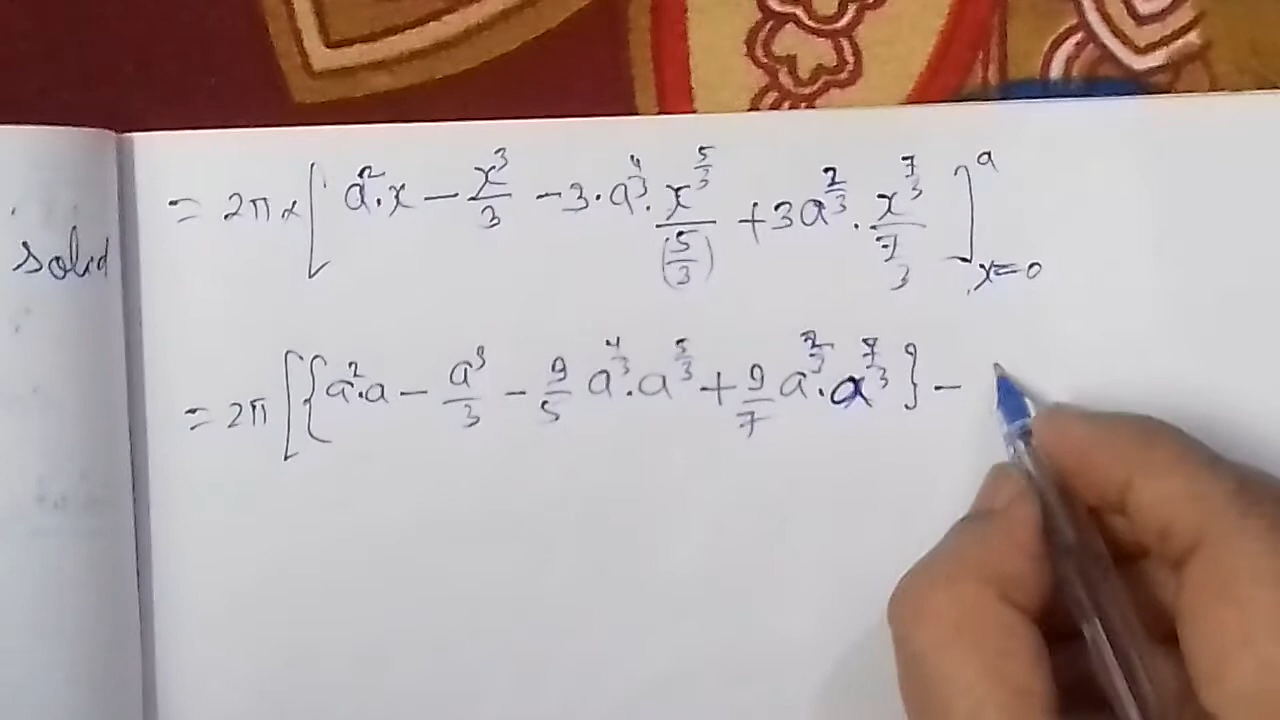 solid
= 2π × [ a².x − x³/3 − 3·a^(4/3)·x^(5/3)/(5/3) + 3a^(2/3)·x^(7/3)/(7/3) ]^a_(x=0)
= 2π [ { a².a − a³/3 − 9/5 a^(4/3)·a^(5/3) + 9/7 a^(2/3)·a^(7/3) } −